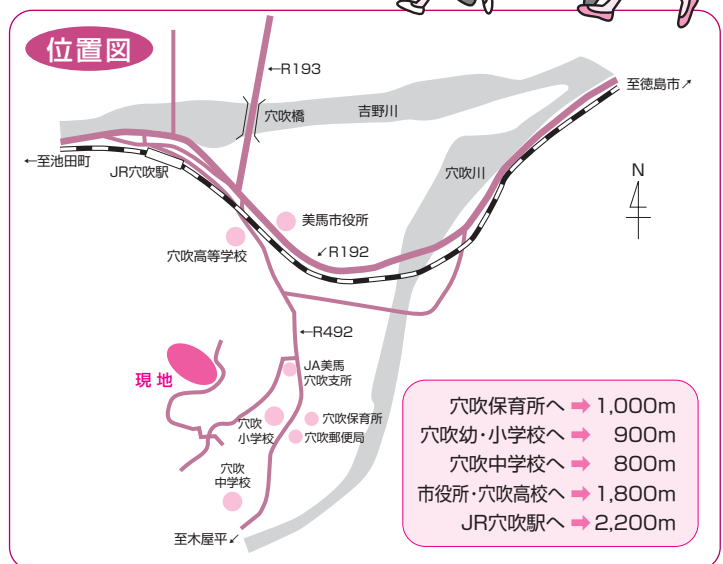 位置図
←R193
至徳島市↗
穴吹橋
吉野川
←至池田町
JR穴吹駅
穴吹川
N
美馬市役所
↙R192
穴吹高等学校
←R492
JA美馬
穴吹支所
現地
穴吹
小学校
穴吹保育所
穴吹郵便局
穴吹
中学校
至木屋平↙
穴吹保育所へ ➡ 1,000m
穴吹幼・小学校へ ➡ 900m
穴吹中学校へ ➡ 800m
市役所・穴吹高校へ ➡ 1,800m
JR穴吹駅へ ➡ 2,200m